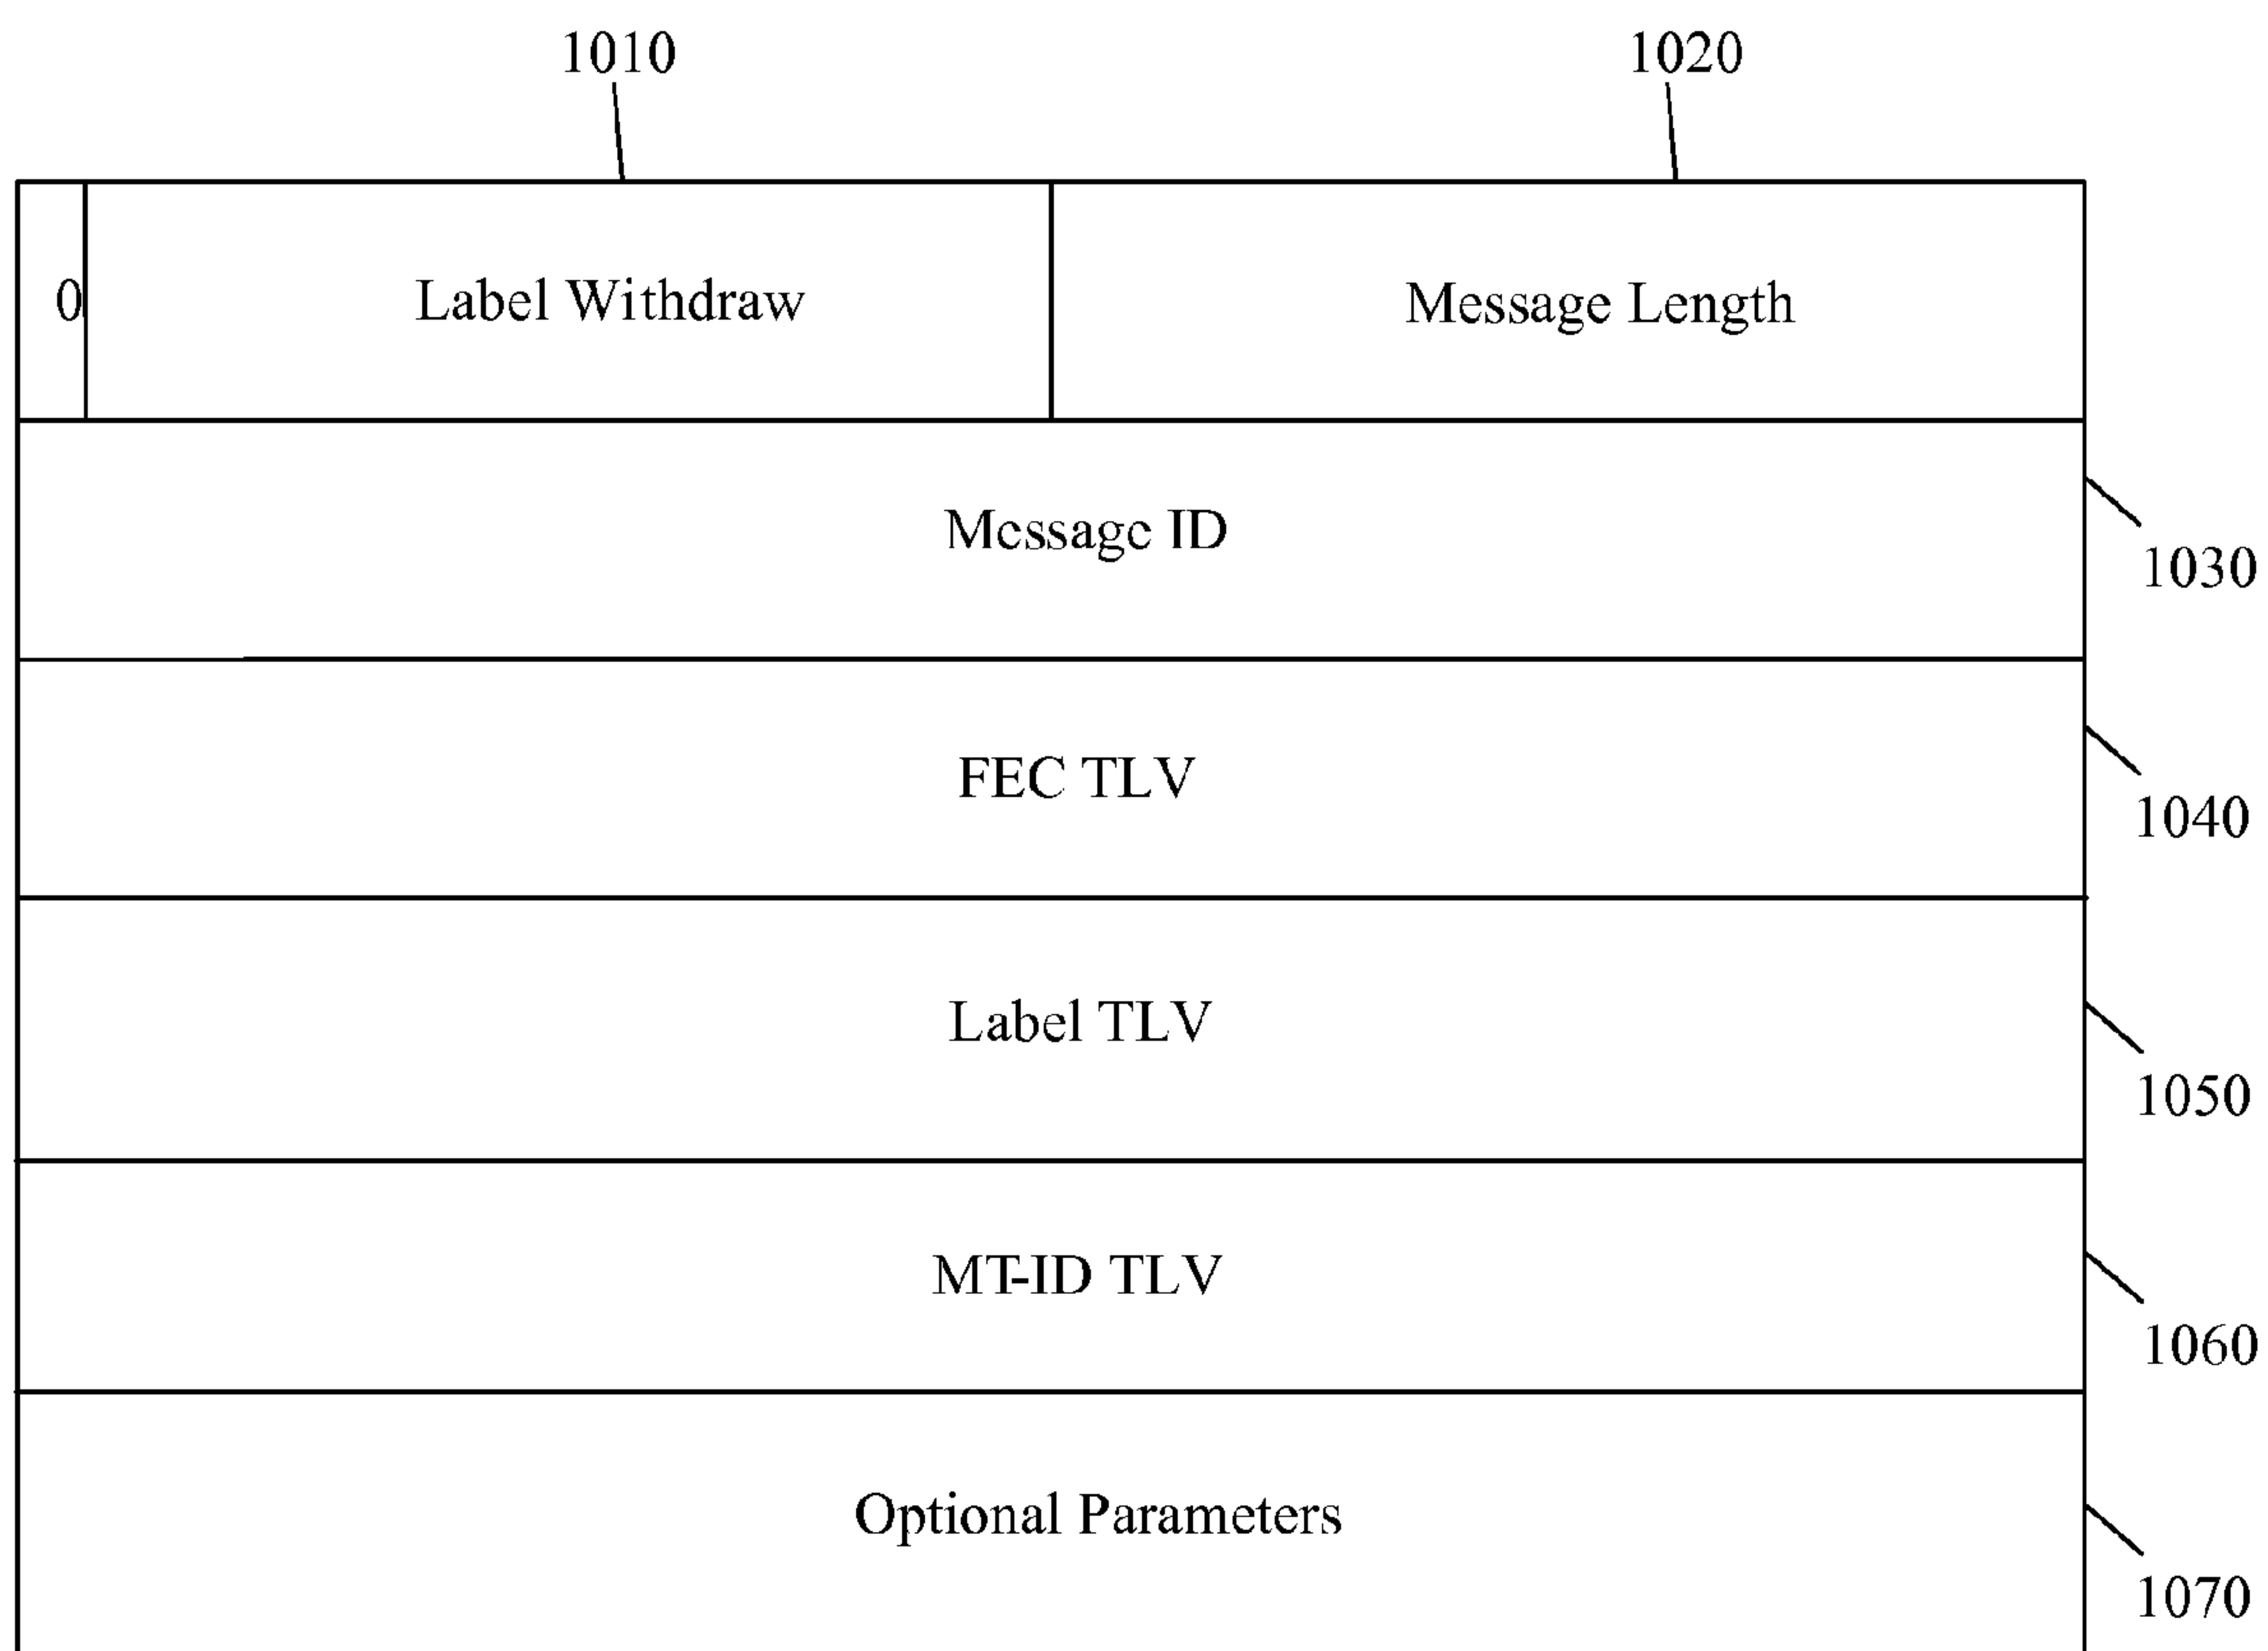 1010 1020
0 Label Withdraw Message Length
Message ID
1030
FEC TLV
1040
Label TLV
1050
MT-ID TLV
1060
Optional Parameters
1070